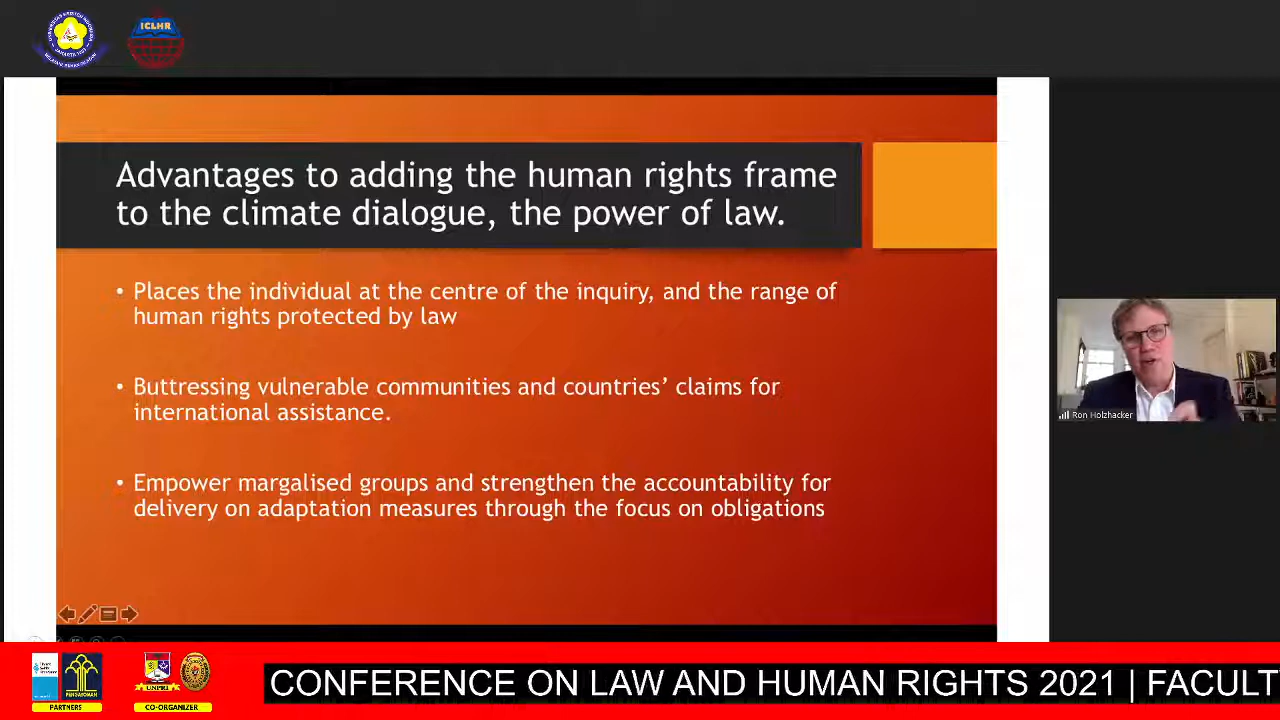 ICLHR
Advantages to adding the human rights frame
to the climate dialogue, the power of law.
• Places the individual at the centre of the inquiry, and the range of
human rights protected by law
• Buttressing vulnerable communities and countries’ claims for
international assistance.
• Empower margalised groups and strengthen the accountability for
delivery on adaptation measures through the focus on obligations
Ron Holzhacker
PENGAYOMAN
UNPRI
PARTNERS
CO-ORGANIZER
CONFERENCE ON LAW AND HUMAN RIGHTS 2021 | FACULT